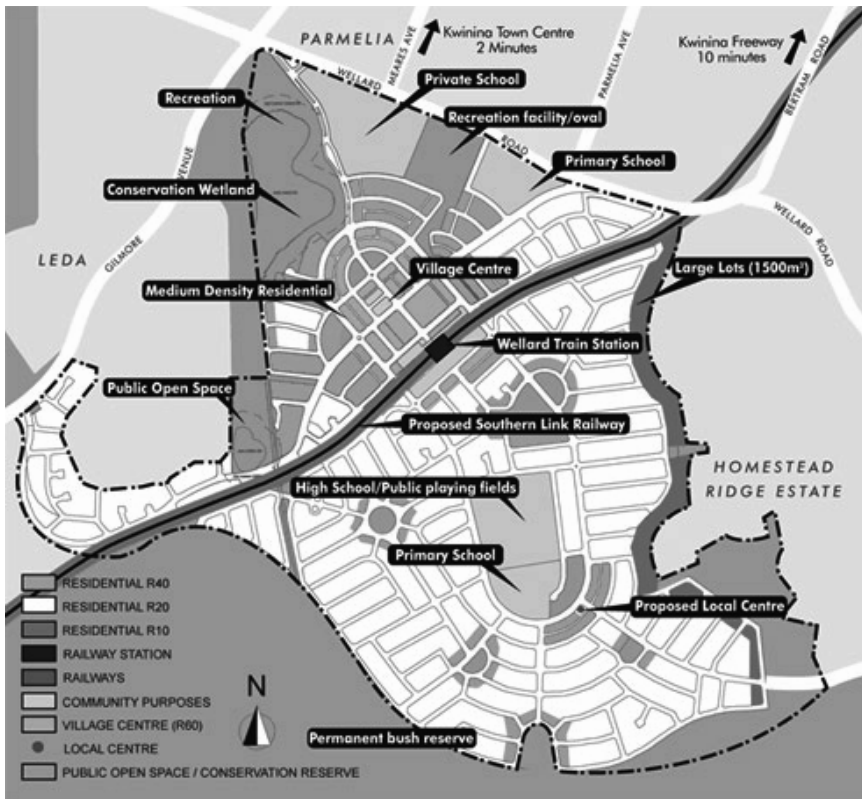 PARMELIA
Kwinina Town Centre
2 Minutes
MEARES AVE
WELLARD
ROAD
PARMELIA AVE
Kwinina Freeway
10 minutes
BERTRAM ROAD
Private School
Recreation
Recreation facility/oval
Primary School
Conservation Wetland
GILMORE
AVENUE
LEDA
WELLARD ROAD
Village Centre
Large Lots (1500m²)
Medium Density Residential
Wellard Train Station
Public Open Space
Proposed Southern Link Railway
HOMESTEAD
RIDGE ESTATE
High School/Public playing fields
Primary School
Proposed Local Centre
Permanent bush reserve
N
RESIDENTIAL R40
RESIDENTIAL R20
RESIDENTIAL R10
RAILWAY STATION
RAILWAYS
COMMUNITY PURPOSES
VILLAGE CENTRE (R60)
LOCAL CENTRE
PUBLIC OPEN SPACE / CONSERVATION RESERVE